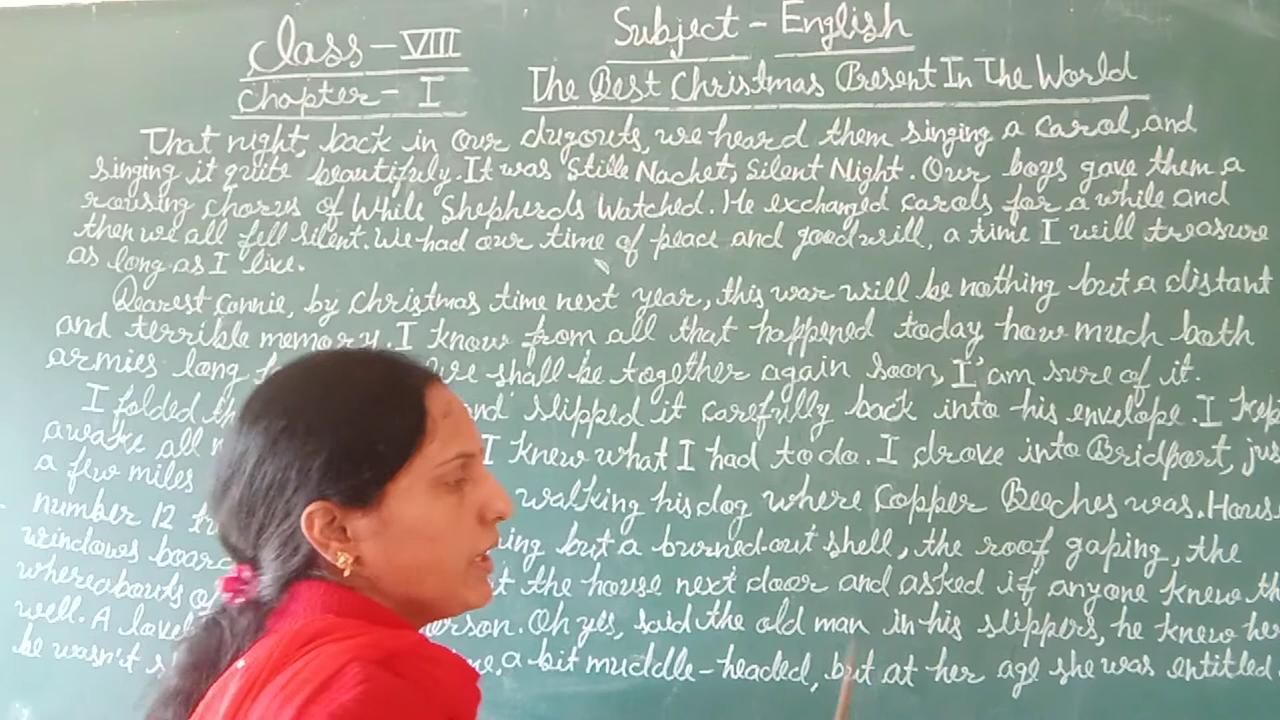 Class - VIII
Subject - English
Chapter - I
The Best Christmas Present In The World
That night, back in our dugouts, we heard them singing a carol, and
singing it quite beautifully. It was Stille Nachet, Silent Night. Our boys gave them a
rousing chorus of While Shepherds Watched. He exchanged carols for a while and
then we all fell silent. We had our time of peace and goodwill, a time I will treasure
as long as I like.
Dearest Connie, by Christmas time next year, this war will be nothing but a distant
and terrible memory. I know from all that happened today how much both
armies long we shall be together again soon, I'am sure of it.
I folded and slipped it carefully back into his envelope. I kep
awake all I knew what I had to do. I drove into Bridport, jus
a few miles walking his dog where Copper Beeches was. Hous
number 12 but a burned-out shell, the roof gaping, the
windows boar the house next door and asked if anyone knew th
whereabouts
well. A lovel erson. Oh yes, said the old man in his slippers, he knew her
be wasn't a bit muddle-headed, but at her age she was entitled